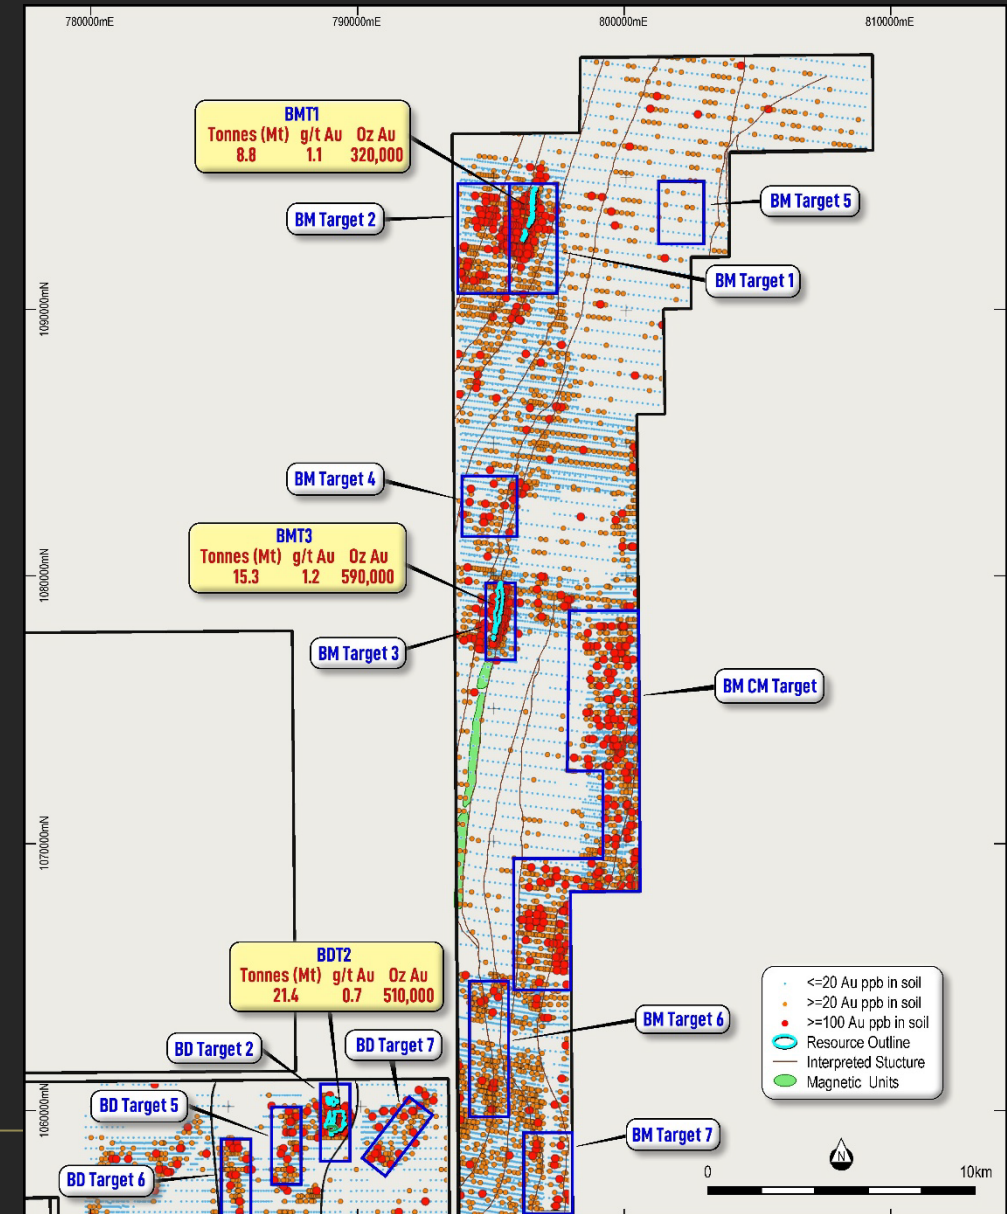 780000mE
790000mE
800000mE
810000mE
BMT1
Tonnes (Mt) g/t Au Oz Au
8.8 1.1 320,000
BM Target 5
BM Target 2
BM Target 1
1090000mN
BM Target 4
BMT3
Tonnes (Mt) g/t Au Oz Au
15.3 1.2 590,000
1080000mN
BM Target 3
BM CM Target
1070000mN
BDT2
Tonnes (Mt) g/t Au Oz Au
21.4 0.7 510,000
<=20 Au ppb in soil
>=20 Au ppb in soil
>=100 Au ppb in soil
Resource Outline
Interpreted Stucture
Magnetic Units
BM Target 6
BD Target 2
BD Target 7
BD Target 5
1060000mN
BM Target 7
BD Target 6
N
0 10km